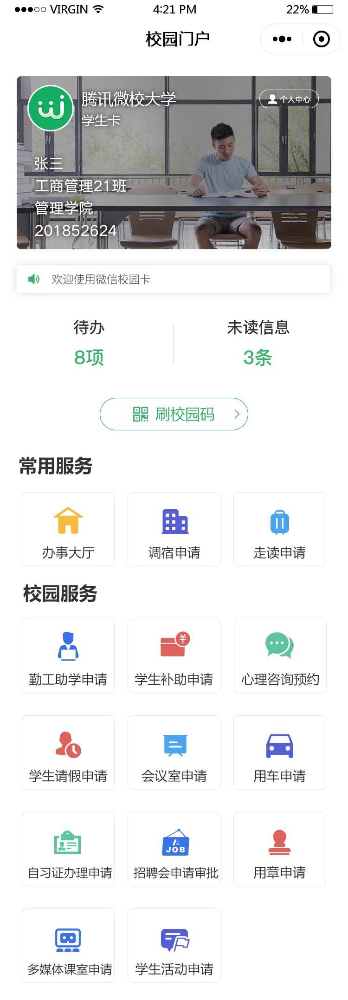 VIRGIN 4:21 PM 22%
校园门户
腾讯微校大学
个人中心
学生卡
张三
工商管理21班
管理学院
201852624
欢迎使用微信校园卡
待办 未读信息
8项 3条
刷校园码
常用服务
办事大厅 调宿申请 走读申请
校园服务
勤工助学申请 学生补助申请 心理咨询预约
学生请假申请 会议室申请 用车申请
JOB
自习证办理申请 招聘会申请审批 用章申请
多媒体课室申请 学生活动申请